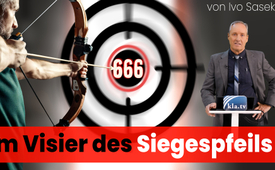 von Ivo Sasek
666
kla.tv
m Visier des Siegespfeils